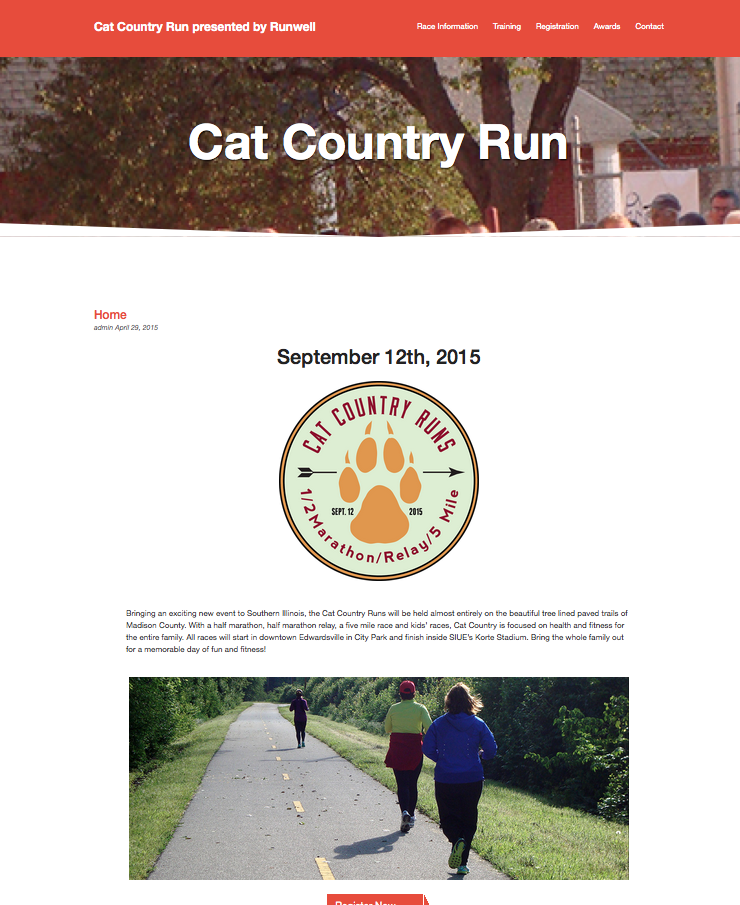 Cat Country Run presented by Runwell
Race Information Training Registration Awards Contact
Cat Country Run
Home
admin April 29, 2015
September 12th, 2015
CAT COUNTRY RUNS
SEPT. 12 2015
1/2 Marathon/Relay/5 Mile
Bringing an exciting new event to Southern Illinois, the Cat Country Runs will be held almost entirely on the beautiful tree lined paved trails of
Madison County. With a half marathon, half marathon relay, a five mile race and kids' races, Cat Country is focused on health and fitness for
the entire family. All races will start in downtown Edwardsville in City Park and finish inside SIUE's Korte Stadium. Bring the whole family out
for a memorable day of fun and fitness!
Register Now